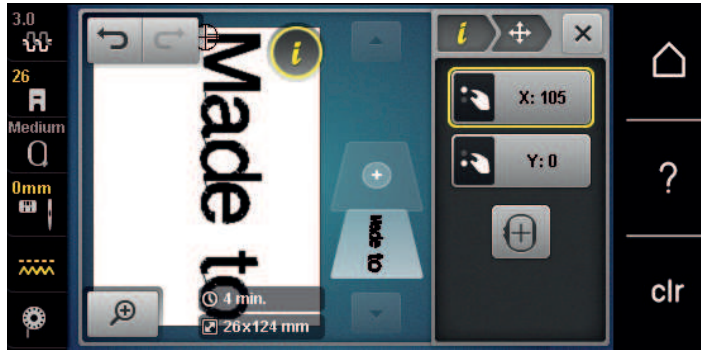 3.0
26
Medium
0mm
i
Made to
4 min.
26x124 mm
Made to
i
X: 105
Y: 0
?
clr